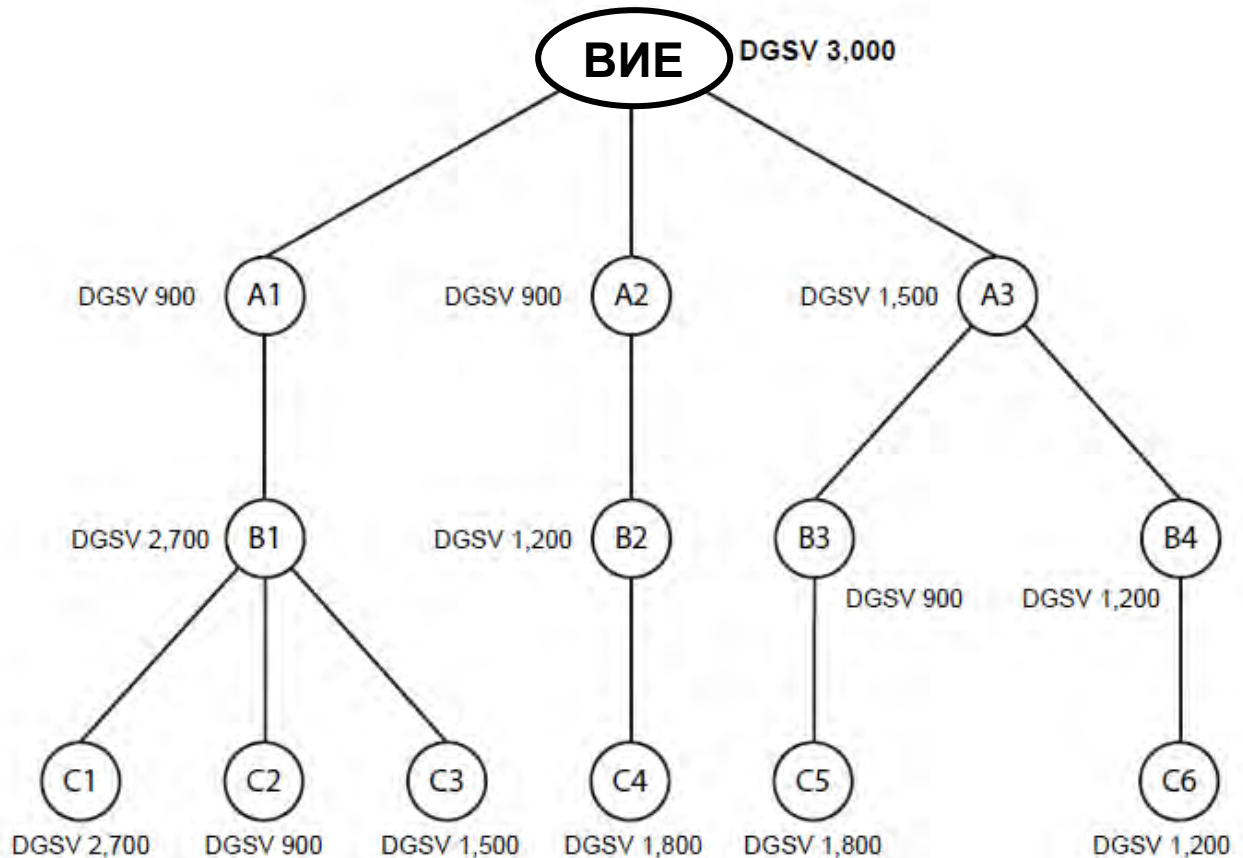 ВИЕ
DGSV 3,000
DGSV 900 A1
DGSV 900 A2
DGSV 1,500 A3
DGSV 2,700 B1
DGSV 1,200 B2
B3
B4
DGSV 900
DGSV 1,200
C1
C2
C3
C4
C5
C6
DGSV 2,700
DGSV 900
DGSV 1,500
DGSV 1,800
DGSV 1,800
DGSV 1,200